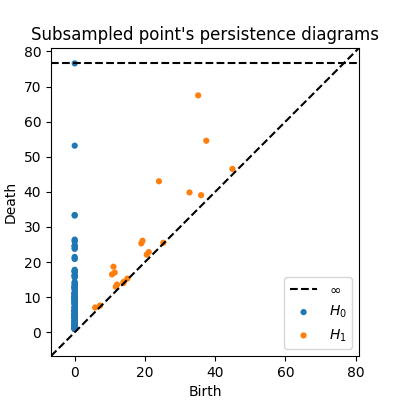 Subsampled point's persistence diagrams
80
70
60
50
40
30
20
10
0
Death
0 20 40 60 80
Birth
∞
H₀
H₁